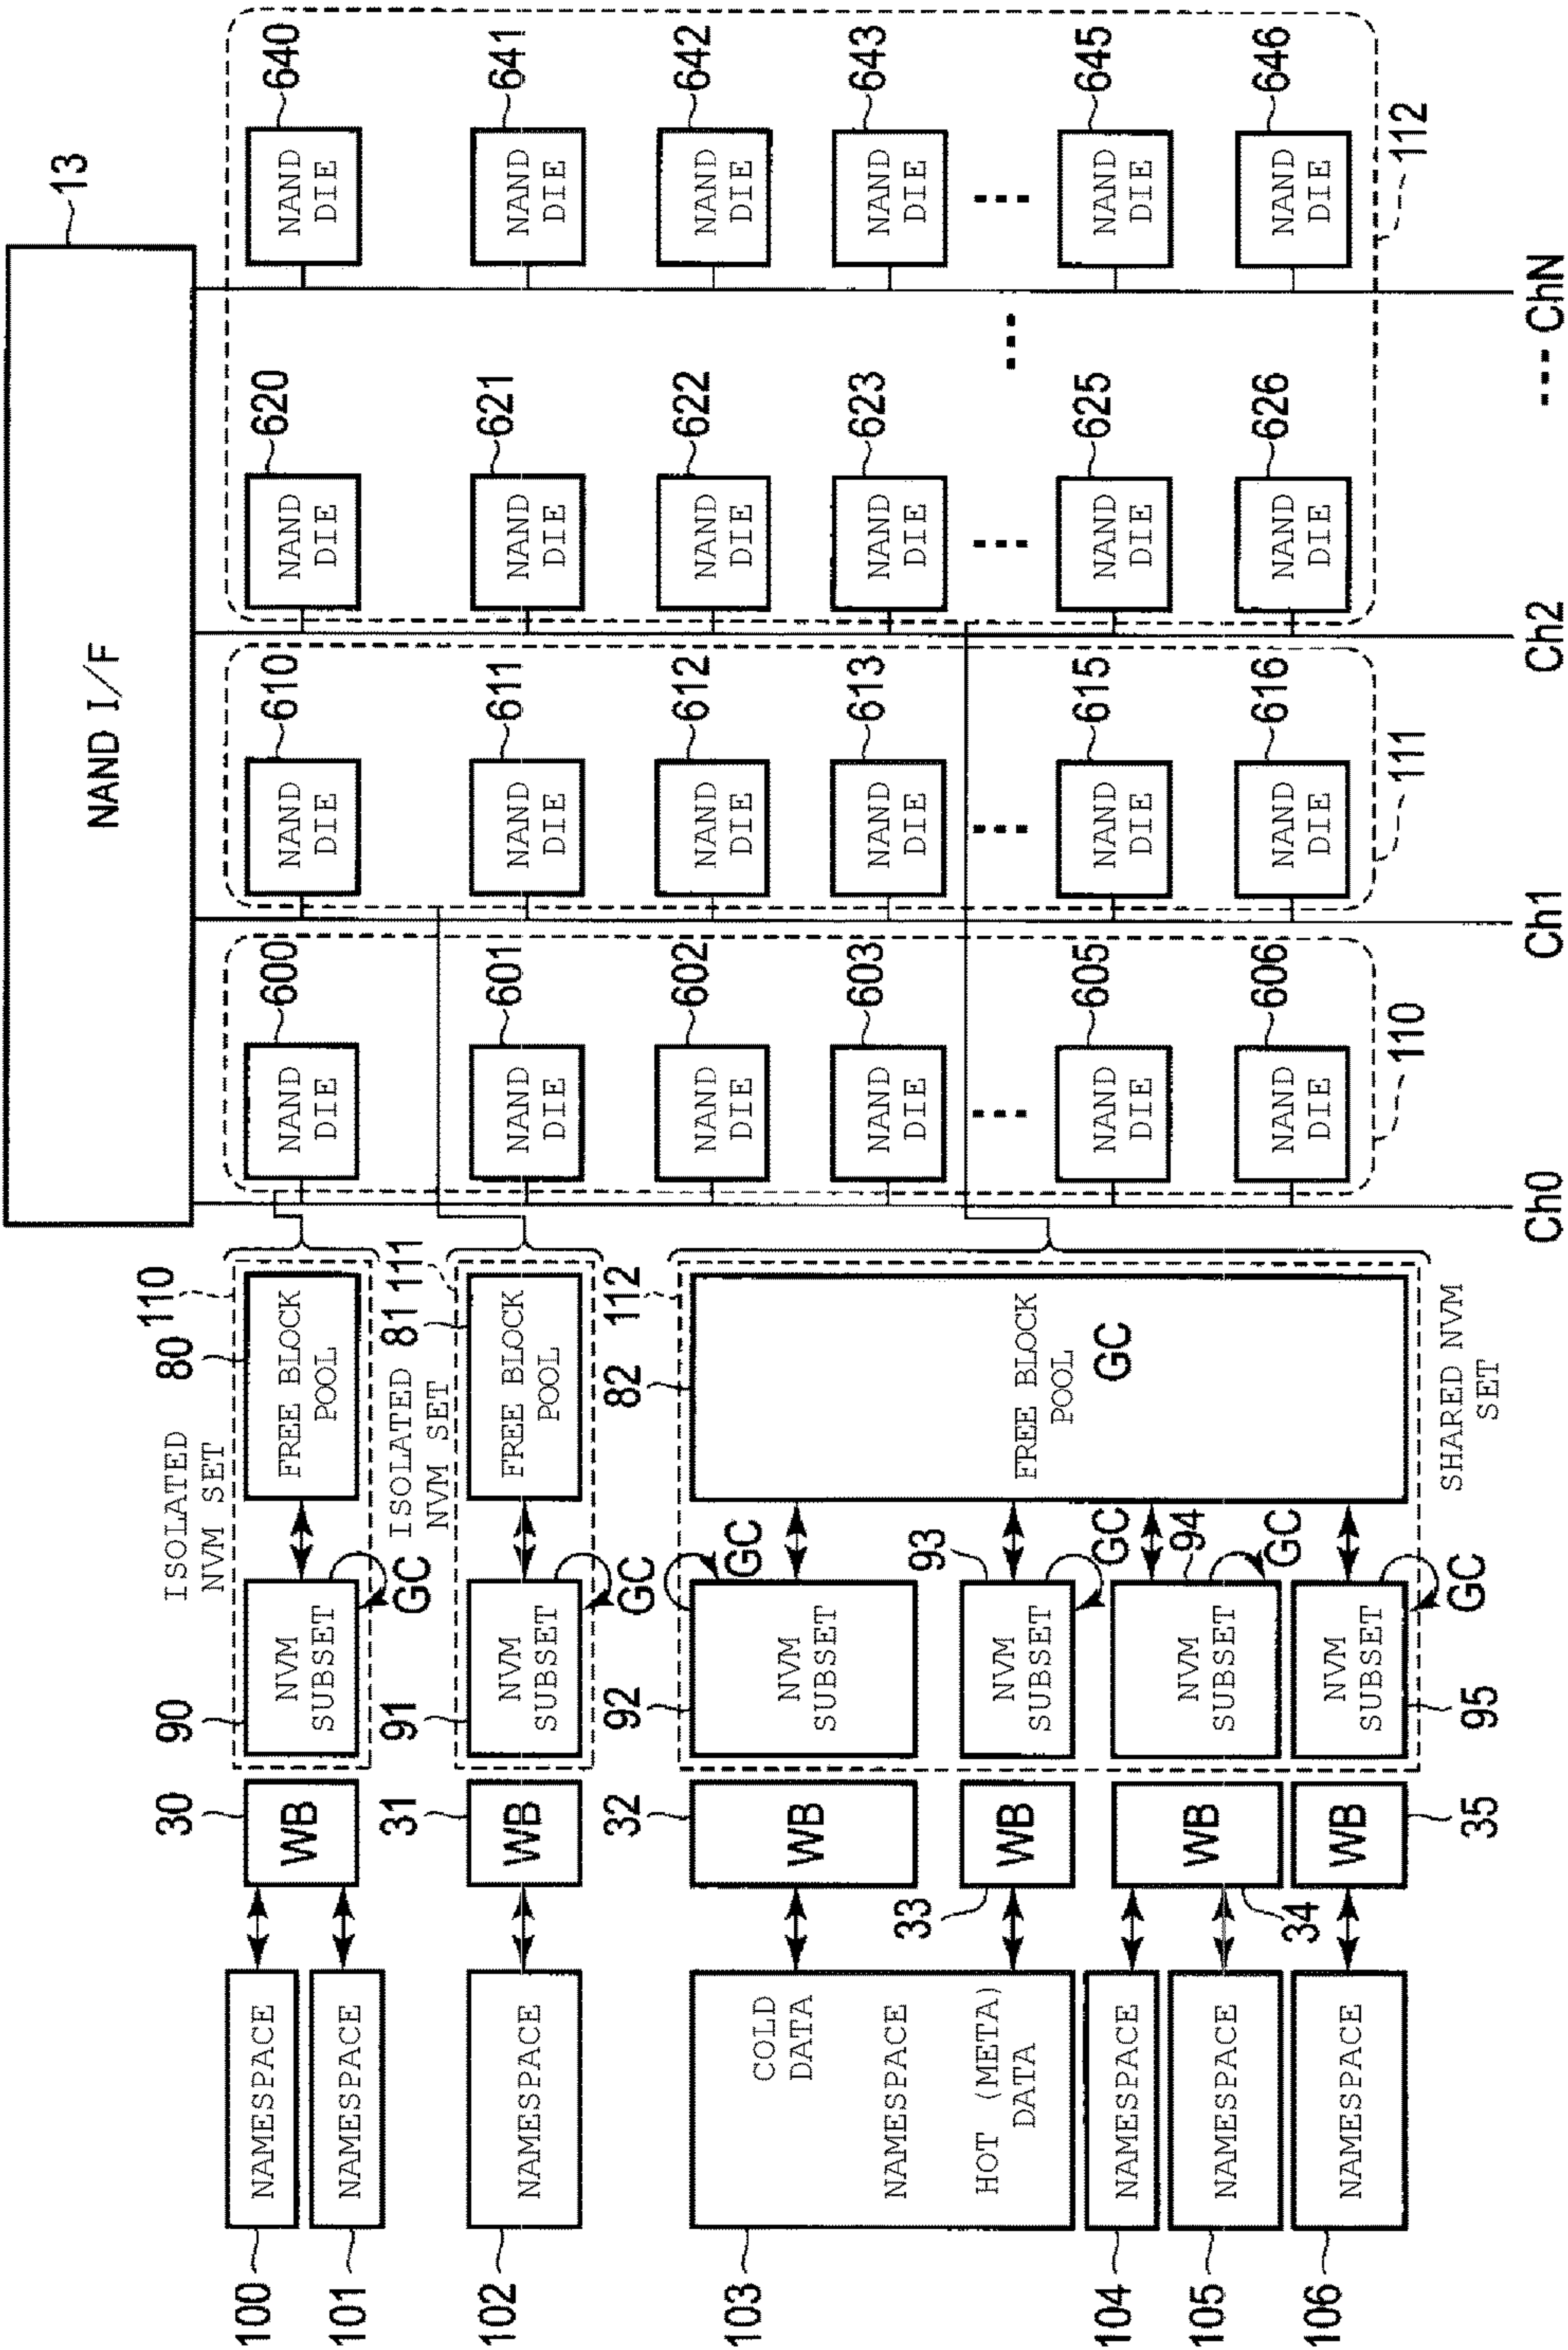 13
NAND I/F
640
NAND
DIE
641
NAND
DIE
642
NAND
DIE
643
NAND
DIE
645
NAND
DIE
646
NAND
DIE
112
ChN
620
NAND
DIE
621
NAND
DIE
622
NAND
DIE
623
NAND
DIE
625
NAND
DIE
626
NAND
DIE
Ch2
610
NAND
DIE
611
NAND
DIE
612
NAND
DIE
613
NAND
DIE
615
NAND
DIE
616
NAND
DIE
111
Ch1
600
NAND
DIE
601
NAND
DIE
602
NAND
DIE
603
NAND
DIE
605
NAND
DIE
606
NAND
DIE
110
Ch0
ISOLATED
NVM SET
110
80
FREE BLOCK
POOL
90
NVM
SUBSET
GC
30
WB
NAMESPACE
100
NAMESPACE
101
ISOLATED
NVM SET
111
81
FREE BLOCK
POOL
91
NVM
SUBSET
GC
31
WB
NAMESPACE
102
112
82
FREE BLOCK
POOL
GC
SHARED NVM
SET
92
NVM
SUBSET
GC
93
NVM
SUBSET
GC
94
NVM
SUBSET
GC
95
NVM
SUBSET
GC
32
WB
33
WB
34
WB
35
WB
COLD
DATA
NAMESPACE
HOT (META)
DATA
103
NAMESPACE
104
NAMESPACE
105
NAMESPACE
106